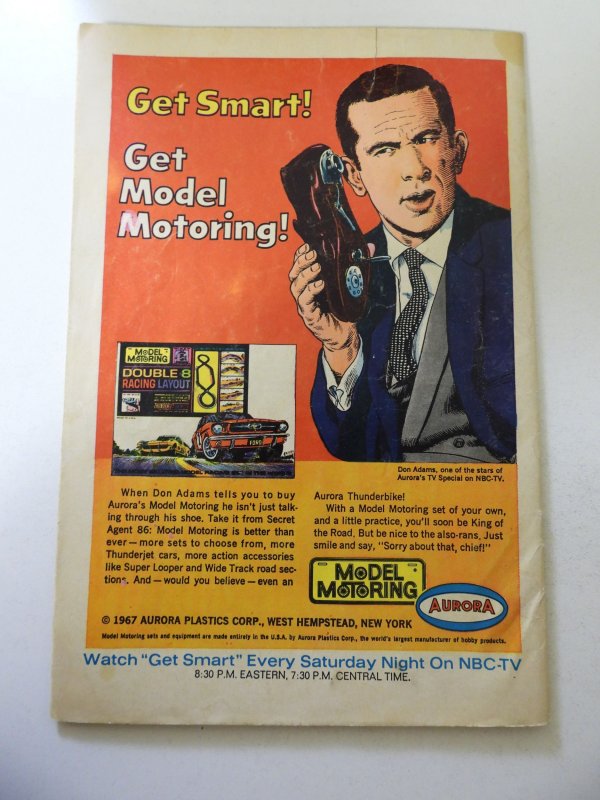 Get Smart!
Get
Model
Motoring!
MODEL
MOTORING
DOUBLE 8
RACING LAYOUT
FORD
Don Adams, one of the stars of
Aurora's TV Special on NBC-TV.
When Don Adams tells you to buy
Aurora's Model Motoring he isn't just talk-
ing through his shoe. Take it from Secret
Agent 86: Model Motoring is better than
ever—more sets to choose from, more
Thunderjet cars, more action accessories
like Super Looper and Wide Track road sec-
tions. And—would you believe—even an
Aurora Thunderbike!
With a Model Motoring set of your own,
and a little practice, you'll soon be King of
the Road. But be nice to the also-rans. Just
smile and say, "Sorry about that, chief!"
MODEL
MOTORING
AURORA
© 1967 AURORA PLASTICS CORP., WEST HEMPSTEAD, NEW YORK
Model Motoring sets and equipment are made entirely in the U.S.A. by Aurora Plastics Corp., the world's largest manufacturer of hobby products.
Watch "Get Smart" Every Saturday Night On NBC-TV
8:30 P.M. EASTERN, 7:30 P.M. CENTRAL TIME.